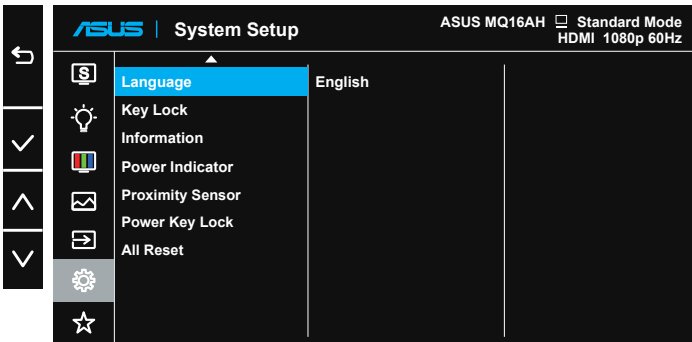 ASUS | System Setup
ASUS MQ16AH Standard Mode
HDMI 1080p 60Hz
S
Language English
Key Lock
Information
Power Indicator
Proximity Sensor
Power Key Lock
All Reset